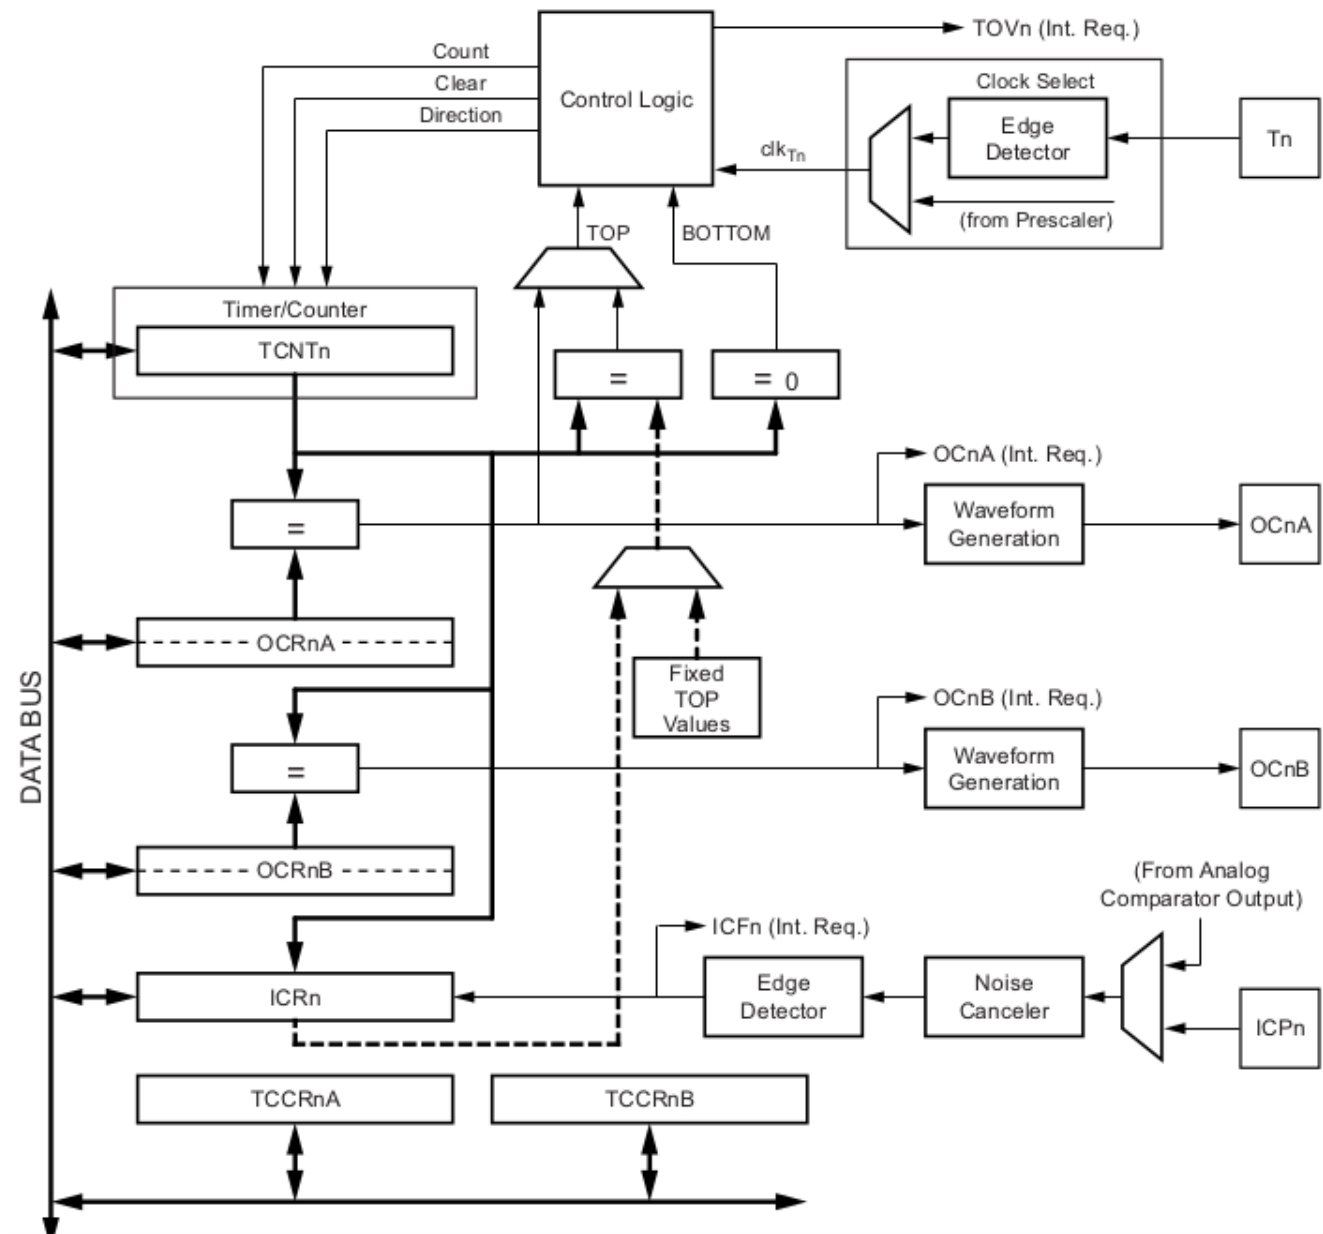 TOVn (Int. Req.)
Count
Clear
Direction
Control Logic
Clock Select
Edge
Detector
Tn
clkTn
(from Prescaler)
TOP
BOTTOM
Timer/Counter
TCNTn
=
= 0
OCnA (Int. Req.)
=
Waveform
Generation
OCnA
OCRnA
Fixed
TOP
Values
DATA BUS
OCnB (Int. Req.)
=
Waveform
Generation
OCnB
OCRnB
(From Analog
Comparator Output)
ICFn (Int. Req.)
ICRn
Edge
Detector
Noise
Canceler
ICPn
TCCRnA
TCCRnB